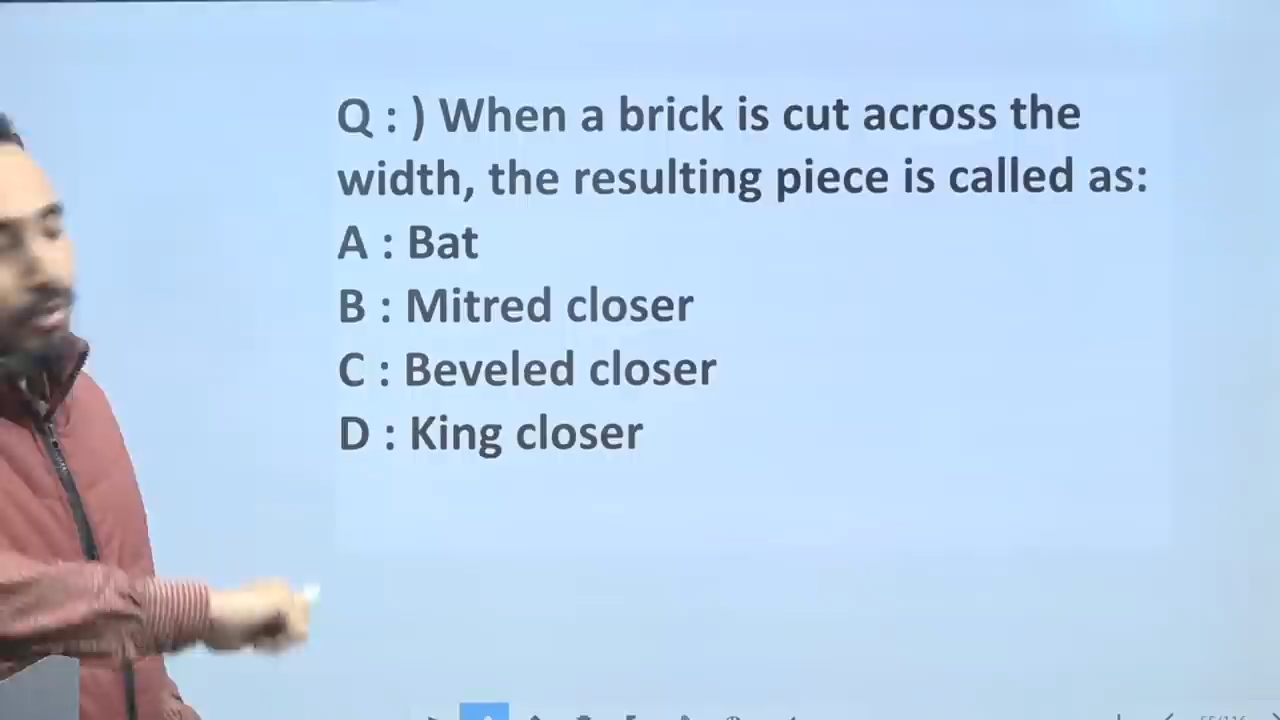 Q : ) When a brick is cut across the
width, the resulting piece is called as:
A : Bat
B : Mitred closer
C : Beveled closer
D : King closer